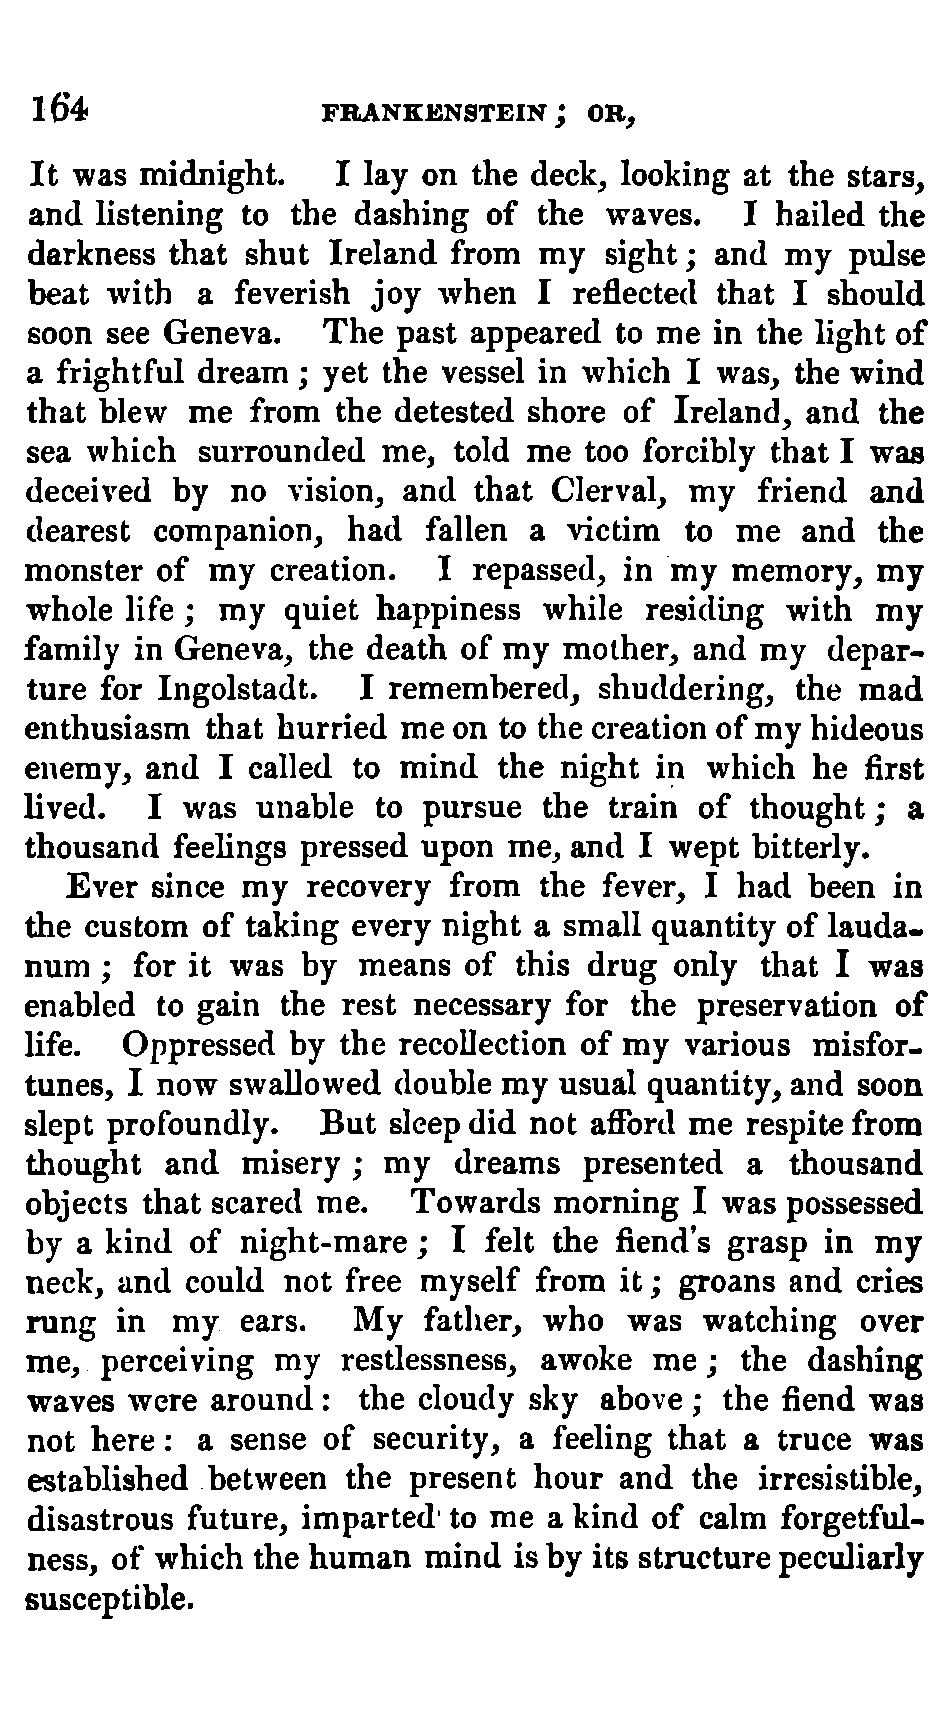 164 FRANKENSTEIN; OR,
It was midnight. I lay on the deck, looking at the stars,
and listening to the dashing of the waves. I hailed the
darkness that shut Ireland from my sight; and my pulse
beat with a feverish joy when I reflected that I should
soon see Geneva. The past appeared to me in the light of
a frightful dream; yet the vessel in which I was, the wind
that blew me from the detested shore of Ireland, and the
sea which surrounded me, told me too forcibly that I was
deceived by no vision, and that Clerval, my friend and
dearest companion, had fallen a victim to me and the
monster of my creation. I repassed, in my memory, my
whole life; my quiet happiness while residing with my
family in Geneva, the death of my mother, and my depar-
ture for Ingolstadt. I remembered, shuddering, the mad
enthusiasm that hurried me on to the creation of my hideous
enemy, and I called to mind the night in which he first
lived. I was unable to pursue the train of thought; a
thousand feelings pressed upon me, and I wept bitterly.
Ever since my recovery from the fever, I had been in
the custom of taking every night a small quantity of lauda-
num; for it was by means of this drug only that I was
enabled to gain the rest necessary for the preservation of
life. Oppressed by the recollection of my various misfor-
tunes, I now swallowed double my usual quantity, and soon
slept profoundly. But sleep did not afford me respite from
thought and misery; my dreams presented a thousand
objects that scared me. Towards morning I was possessed
by a kind of night-mare; I felt the fiend's grasp in my
neck, and could not free myself from it; groans and cries
rung in my ears. My father, who was watching over
me, perceiving my restlessness, awoke me; the dashing
waves were around: the cloudy sky above; the fiend was
not here: a sense of security, a feeling that a truce was
established between the present hour and the irresistible,
disastrous future, imparted to me a kind of calm forgetful-
ness, of which the human mind is by its structure peculiarly
susceptible.